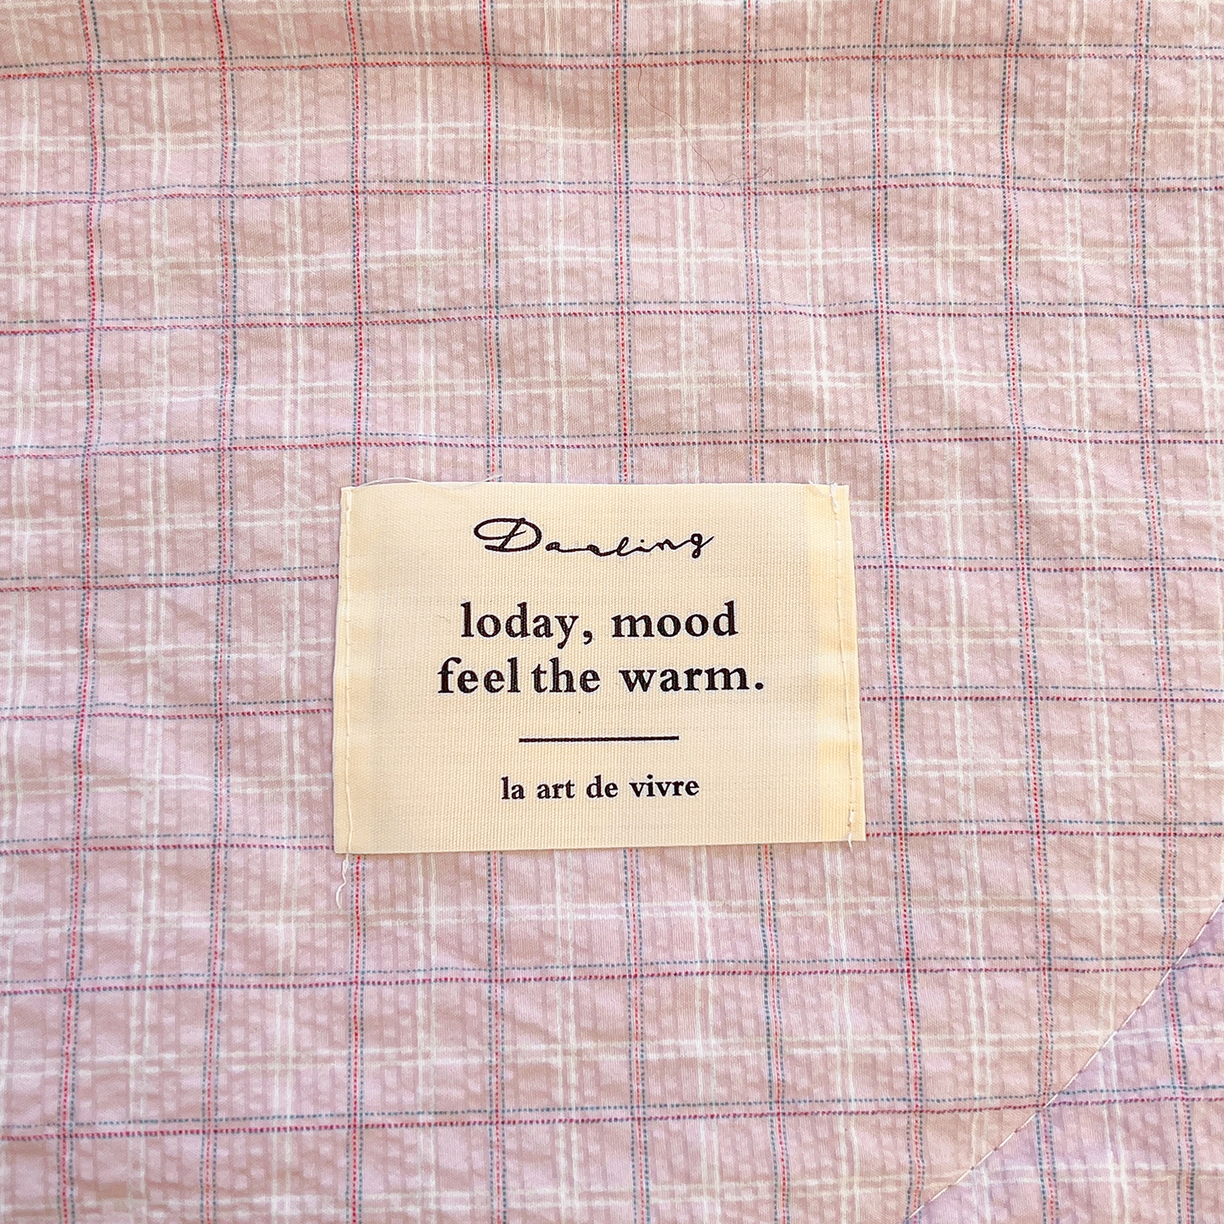 Darling
loday, mood
feel the warm.
la art de vivre